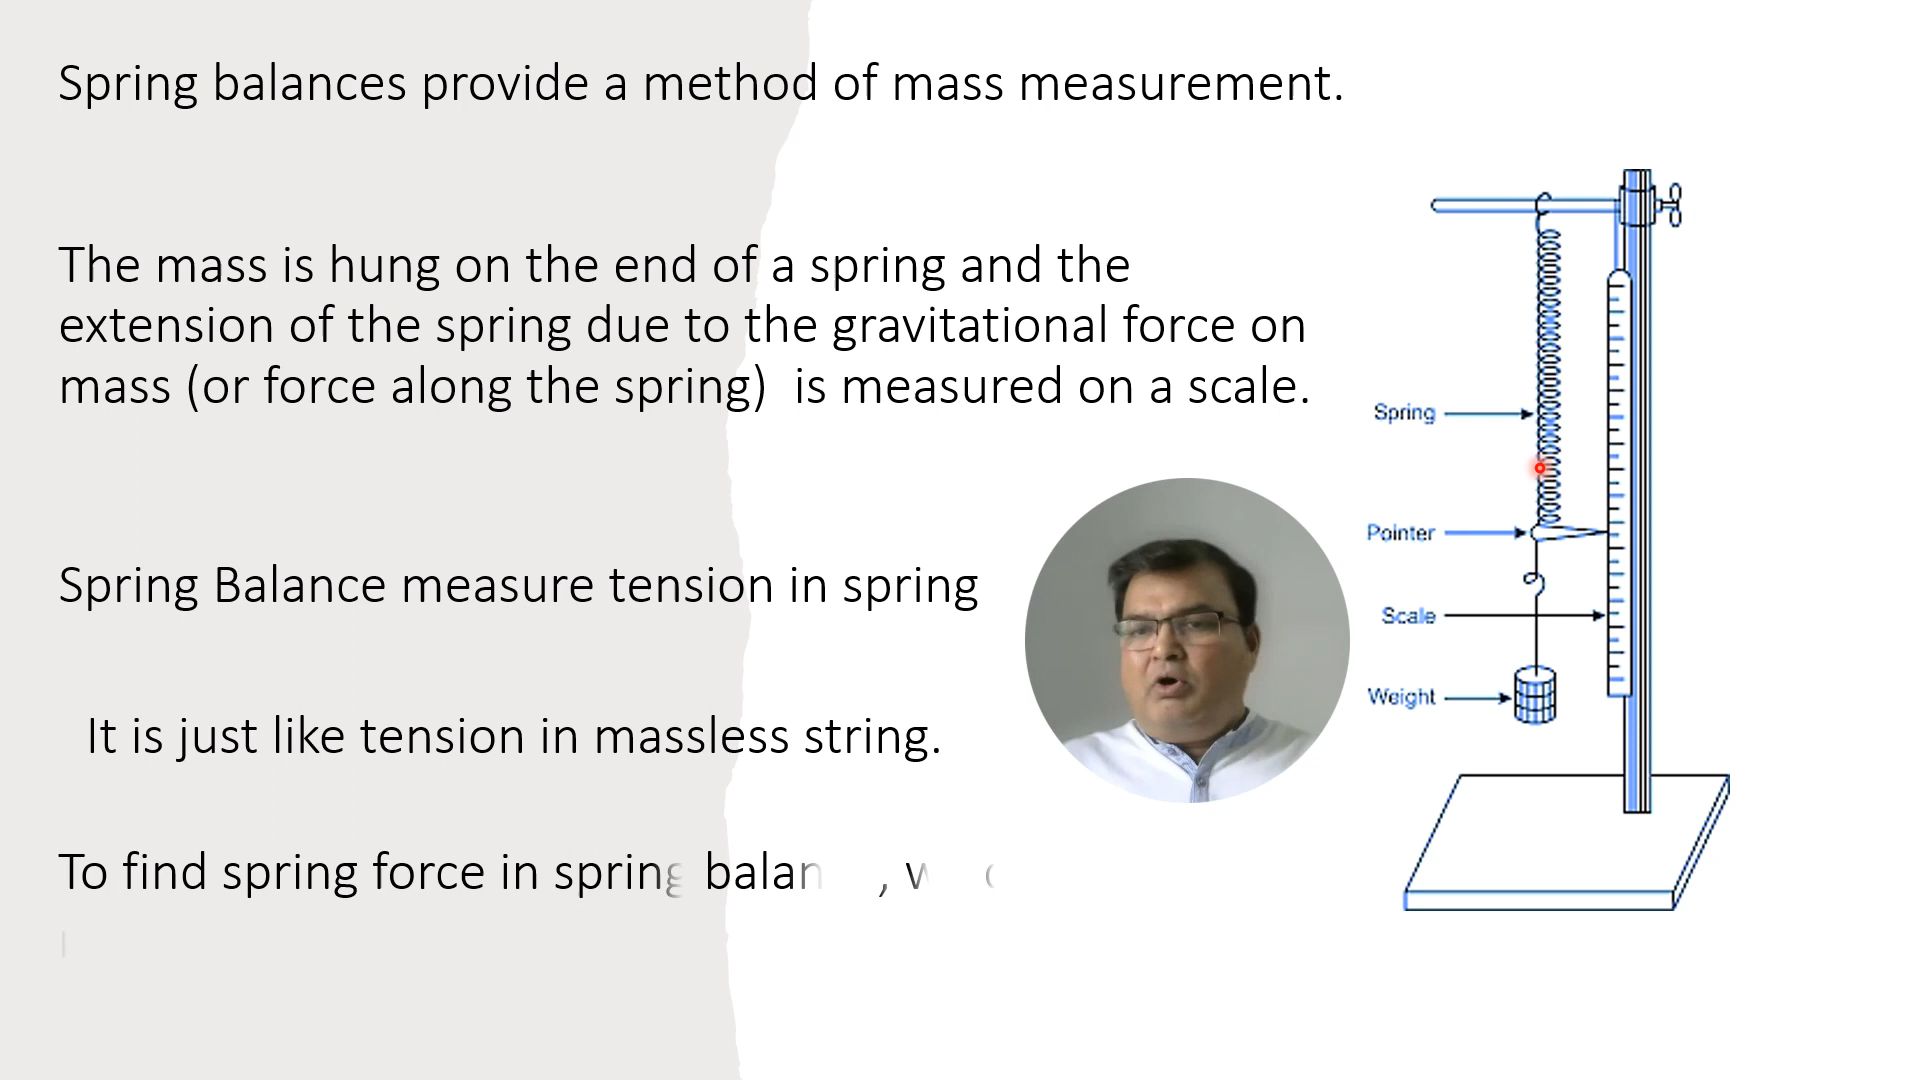 Spring balances provide a method of mass measurement.
The mass is hung on the end of a spring and the
extension of the spring due to the gravitational force on
mass (or force along the spring) is measured on a scale.
Spring Balance measure tension in spring
It is just like tension in massless string.
To find spring force in spring
Spring
Pointer
Scale
Weight